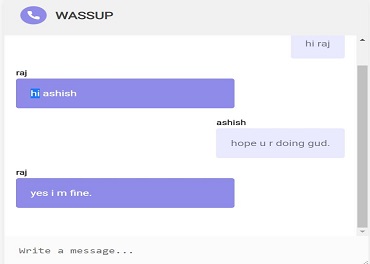 WASSUP
hi raj
raj
hi ashish
ashish
hope u r doing gud.
raj
yes i m fine.
Write a message...